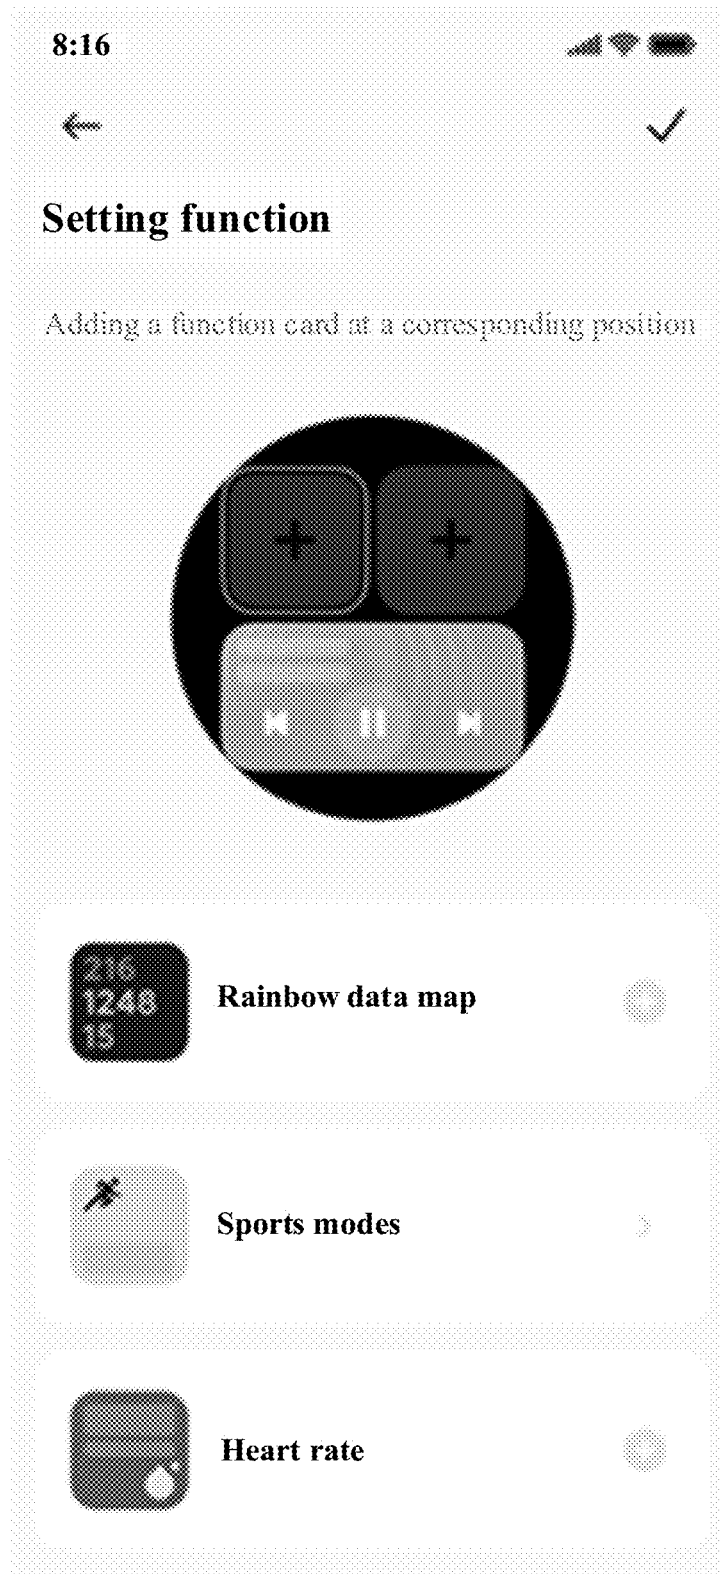 8:16
Setting function
Adding a function card at a corresponding position
216
1248
15
Rainbow data map
Sports modes
Heart rate